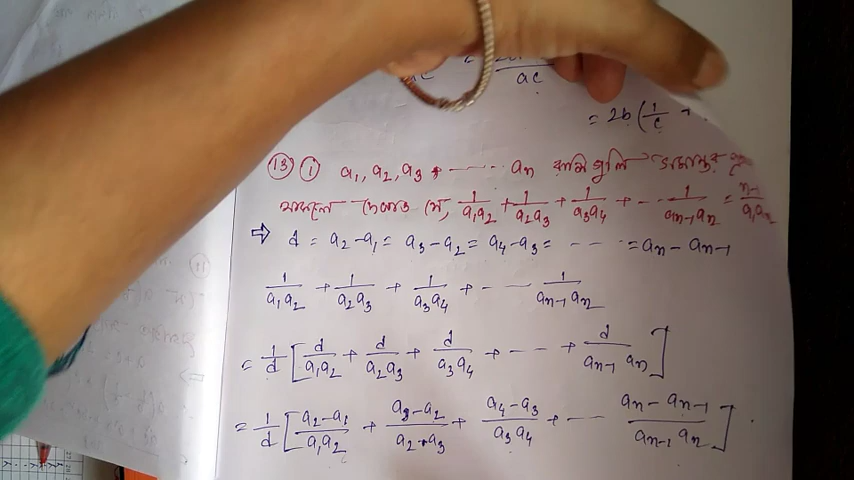 ac
= 2b (1/c +
13 i a₁, a₂, a₃, ...... aₙ রাশি গুলি
দেখাও যে, 1/a₁a₂ + 1/a₂a₃ + 1/a₃a₄ + ... 1/aₙ₋₁aₙ = n-1/a₁aₙ
⇒ d = a₂-a₁ = a₃-a₂ = a₄-a₃ = ...... = aₙ - aₙ₋₁
1/a₁a₂ + 1/a₂a₃ + 1/a₃a₄ + ...... 1/aₙ₋₁aₙ
= 1/d [d/a₁a₂ + d/a₂a₃ + d/a₃a₄ + ...... + d/aₙ₋₁aₙ]
= 1/d [a₂-a₁/a₁a₂ + a₃-a₂/a₂·a₃ + a₄-a₃/a₃a₄ + ...... aₙ-aₙ₋₁/aₙ₋₁aₙ]